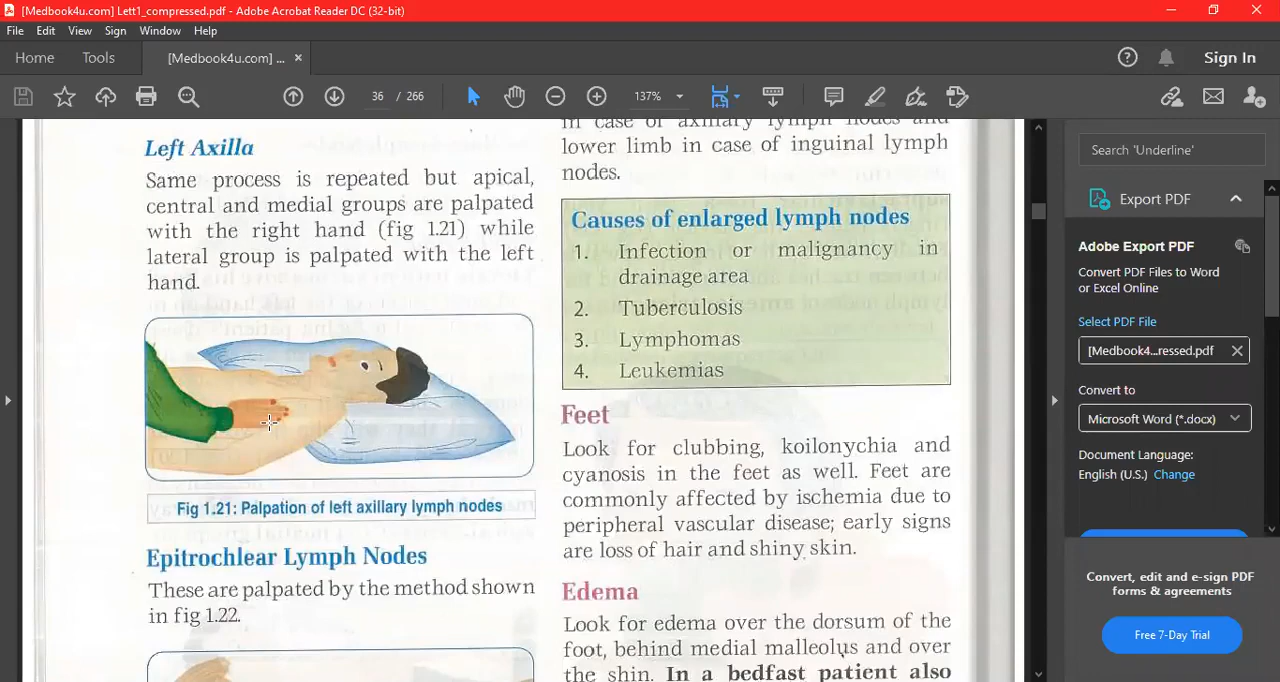 [Medbook4u.com] Lett1_compressed.pdf - Adobe Acrobat Reader DC (32-bit)
File Edit View Sign Window Help
Home Tools [Medbook4u.com] ... × Sign In
36 / 266 137%
Left Axilla
Same process is repeated but apical,
central and medial groups are palpated
with the right hand (fig 1.21) while
lateral group is palpated with the left
hand.
Fig 1.21: Palpation of left axillary lymph nodes
Epitrochlear Lymph Nodes
These are palpated by the method shown
in fig 1.22.
in case of axillary lymph nodes and
lower limb in case of inguinal lymph
nodes.
Causes of enlarged lymph nodes
1. Infection or malignancy in
drainage area
2. Tuberculosis
3. Lymphomas
4. Leukemias
Feet
Look for clubbing, koilonychia and
cyanosis in the feet as well. Feet are
commonly affected by ischemia due to
peripheral vascular disease; early signs
are loss of hair and shiny skin.
Edema
Look for edema over the dorsum of the
foot, behind medial malleolus and over
the shin. In a bedfast patient also
Search 'Underline'
Export PDF
Adobe Export PDF
Convert PDF Files to Word
or Excel Online
Select PDF File
[Medbook4...ressed.pdf
Convert to
Microsoft Word (*.docx)
Document Language:
English (U.S.) Change
Convert, edit and e-sign PDF
forms & agreements
Free 7-Day Trial